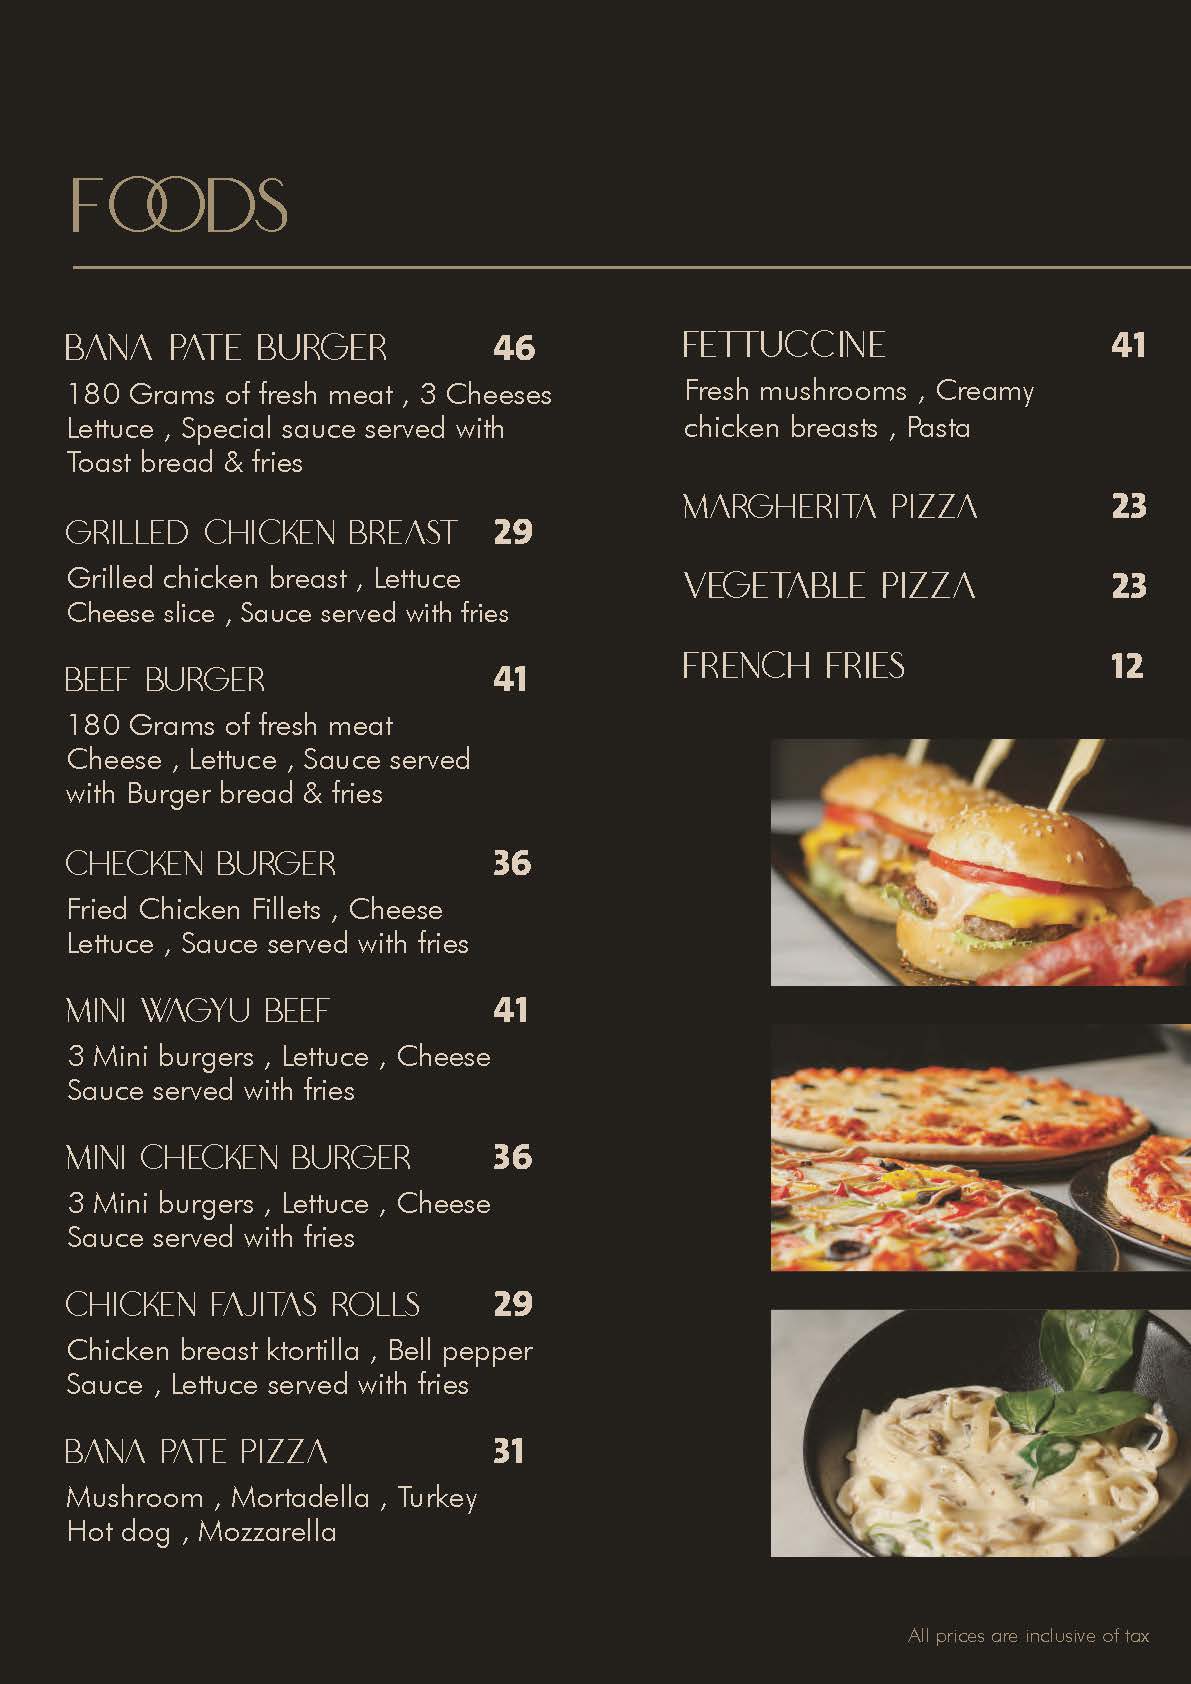 FOODS
BANA PATE BURGER 46
180 Grams of fresh meat , 3 Cheeses
Lettuce , Special sauce served with
Toast bread & fries
GRILLED CHICKEN BREAST 29
Grilled chicken breast , Lettuce
Cheese slice , Sauce served with fries
BEEF BURGER 41
180 Grams of fresh meat
Cheese , Lettuce , Sauce served
with Burger bread & fries
CHECKEN BURGER 36
Fried Chicken Fillets , Cheese
Lettuce , Sauce served with fries
MINI WAGYU BEEF 41
3 Mini burgers , Lettuce , Cheese
Sauce served with fries
MINI CHECKEN BURGER 36
3 Mini burgers , Lettuce , Cheese
Sauce served with fries
CHICKEN FAJITAS ROLLS 29
Chicken breast ktortilla , Bell pepper
Sauce , Lettuce served with fries
BANA PATE PIZZA 31
Mushroom , Mortadella , Turkey
Hot dog , Mozzarella
FETTUCCINE 41
Fresh mushrooms , Creamy
chicken breasts , Pasta
MARGHERITA PIZZA 23
VEGETABLE PIZZA 23
FRENCH FRIES 12
All prices are inclusive of tax